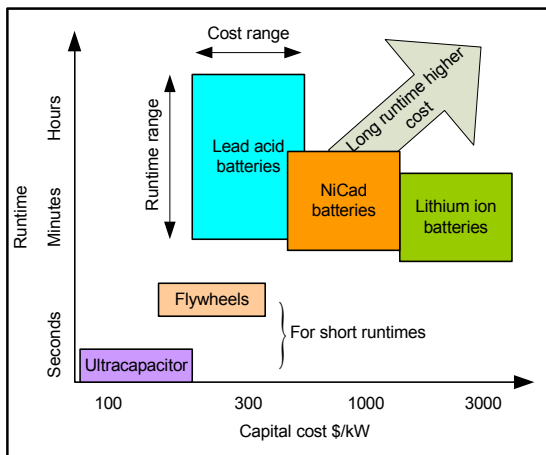 Cost range
Hours
Minutes
Seconds
Runtime
Runtime range
Lead acid
batteries
Long runtime higher
cost
NiCad
batteries
Lithium ion
batteries
Flywheels
For short runtimes
Ultracapacitor
100 300 1000 3000
Capital cost $/kW